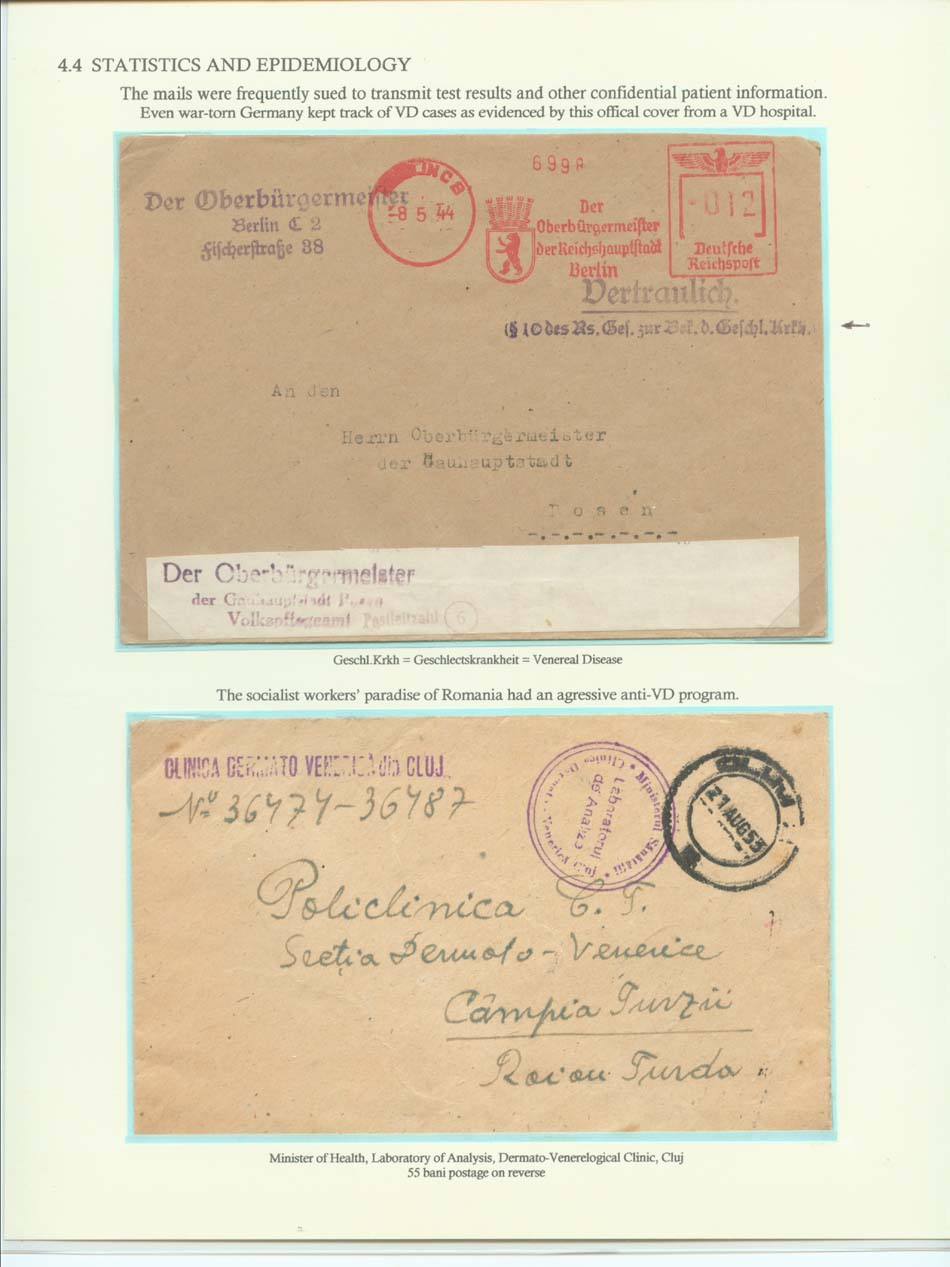 4.4 STATISTICS AND EPIDEMIOLOGY
The mails were frequently sued to transmit test results and other confidential patient information.
Even war-torn Germany kept track of VD cases as evidenced by this offical cover from a VD hospital.
Der Oberbürgermeister
Berlin C 2
Fischerstraße 38
-8 5 44
699A
Der
Oberbürgermeister
der Reichshauptstadt
Berlin
012
Deutsche
Reichspost
Vertraulich.
(§ 10 des Rs. Ges. zur Bek. d. Geschl. Krkh.)
An den
Herrn Oberbürgermeister
der Gauhauptstadt
Posen
Der Oberbürgermeister
der Gauhauptstadt Posen
Volkspflegeamt Postleitzahl 6
Geschl.Krkh = Geschlectskrankheit = Venereal Disease
The socialist workers' paradise of Romania had an agressive anti-VD program.
CLINICA DERMATO VENERICĂ din CLUJ
Nº 36474-36487
Ministerul Sănătății • Clinica Dermato-Venerică Cluj •
Laboratorul
de Analize
CLUJ
21 AUG 53
Policlinica C. T.
Secția Dermato-Venerice
Câmpia Turzii
Raion Turda
Minister of Health, Laboratory of Analysis, Dermato-Venerelogical Clinic, Cluj
55 bani postage on reverse